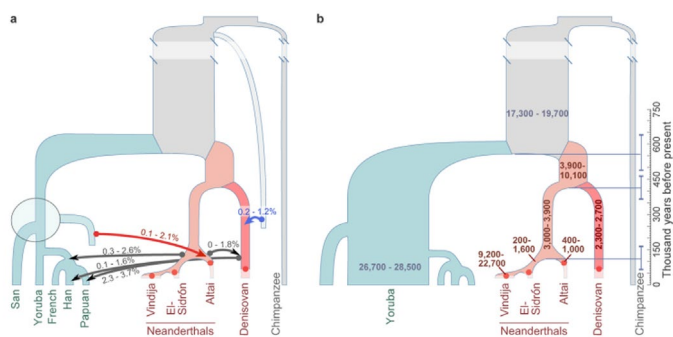 a
b
0.2 - 1.2%
0.1 - 2.1%
0 - 1.8%
0.3 - 2.6%
0.1 - 1.6%
2.3 - 3.7%
San
Yoruba
French
Han
Papuan
Vindija
El-
Sidrón
Altai
Neanderthals
Denisovan
Chimpanzee
17,300 - 19,700
3,900-
10,100
3,000- 3,900
2,300- 2,700
200-
1,600
400-
1,000
9,200-
22,700
26,700 - 28,500
Yoruba
Vindija
El-
Sidrón
Altai
Neanderthals
Denisovan
Chimpanzee
750
600
450
300
150
0
Thousand years before present